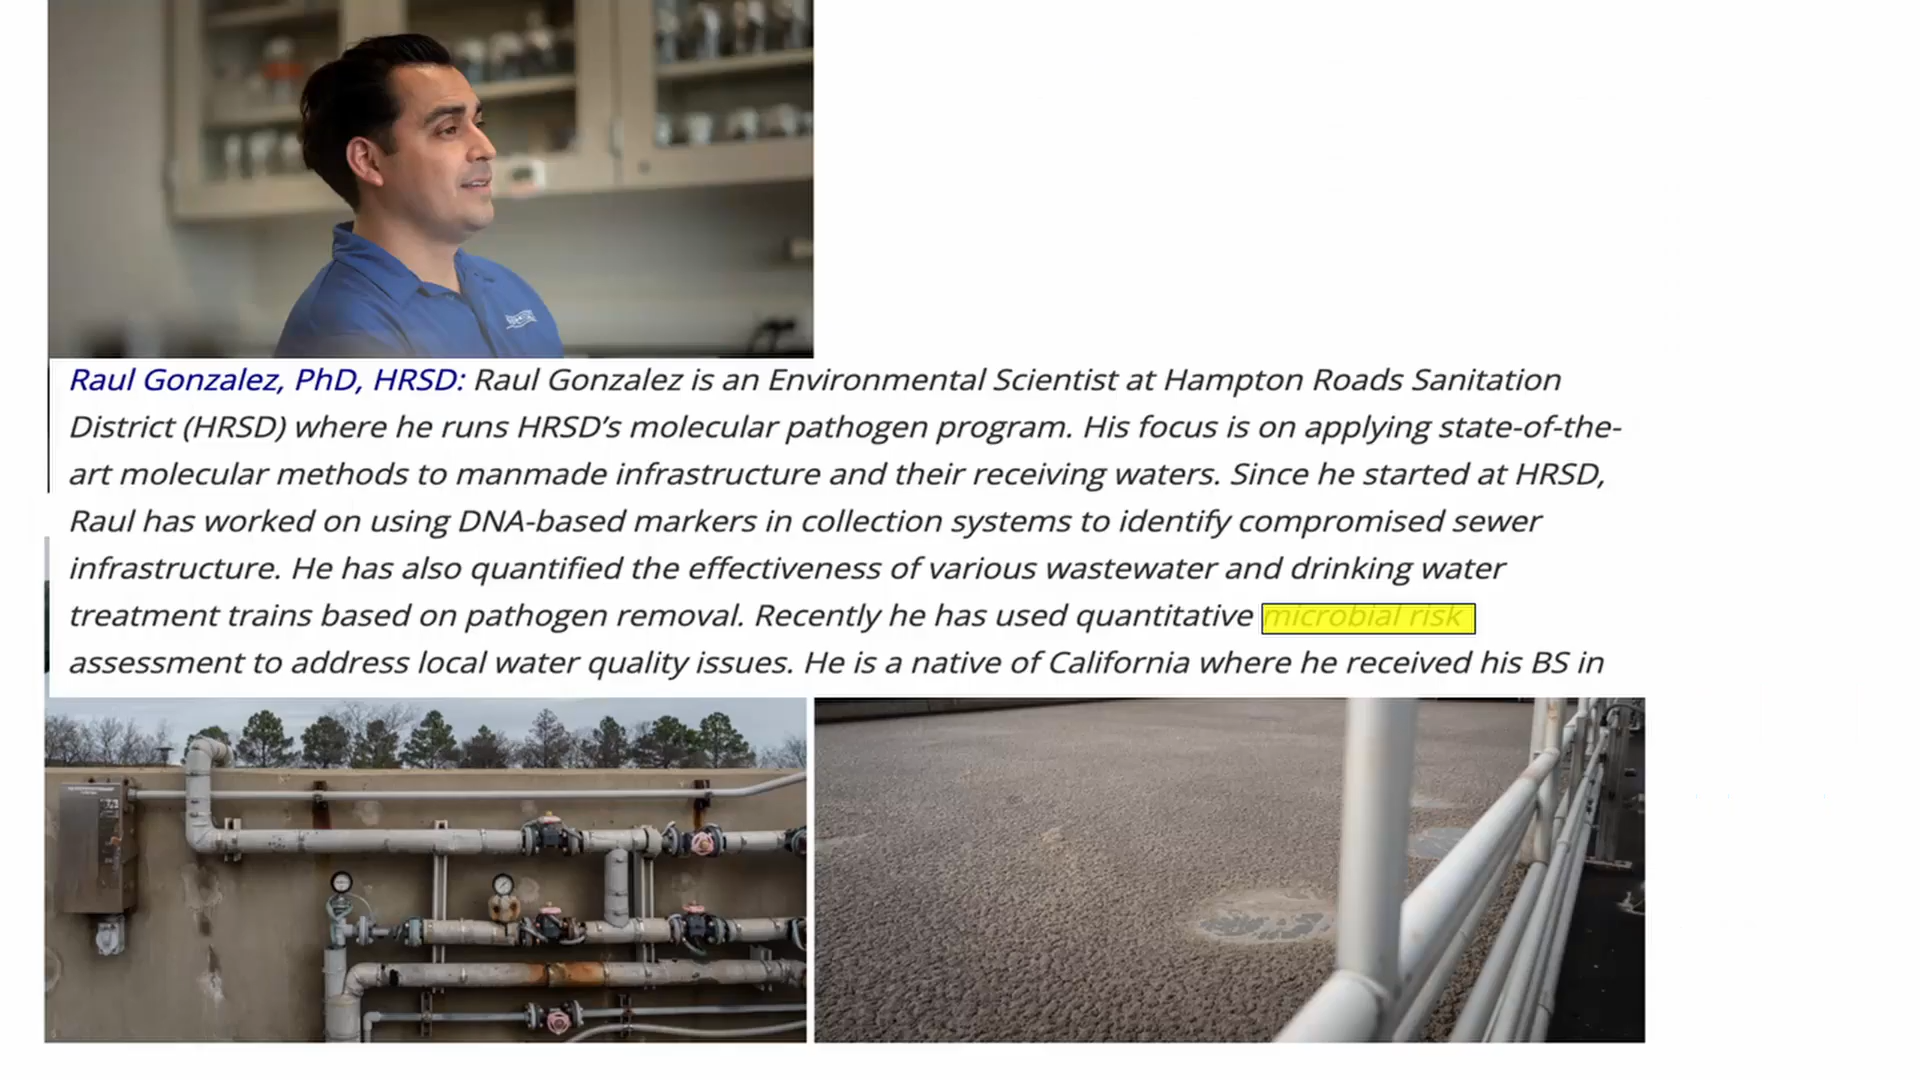 Raul Gonzalez, PhD, HRSD: Raul Gonzalez is an Environmental Scientist at Hampton Roads Sanitation
District (HRSD) where he runs HRSD’s molecular pathogen program. His focus is on applying state-of-the-
art molecular methods to manmade infrastructure and their receiving waters. Since he started at HRSD,
Raul has worked on using DNA-based markers in collection systems to identify compromised sewer
infrastructure. He has also quantified the effectiveness of various wastewater and drinking water
treatment trains based on pathogen removal. Recently he has used quantitative microbial risk
assessment to address local water quality issues. He is a native of California where he received his BS in